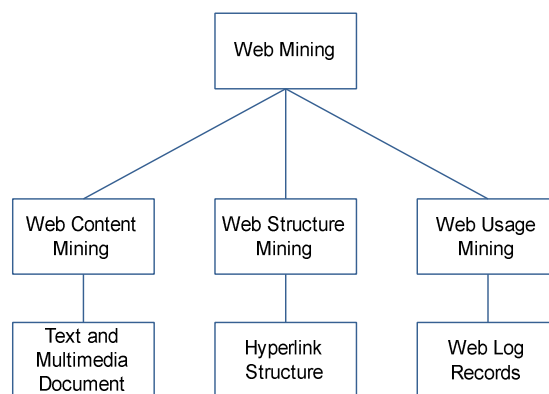 Web Mining
Web Content
Mining
Web Structure
Mining
Web Usage
Mining
Text and
Multimedia
Document
Hyperlink
Structure
Web Log
Records